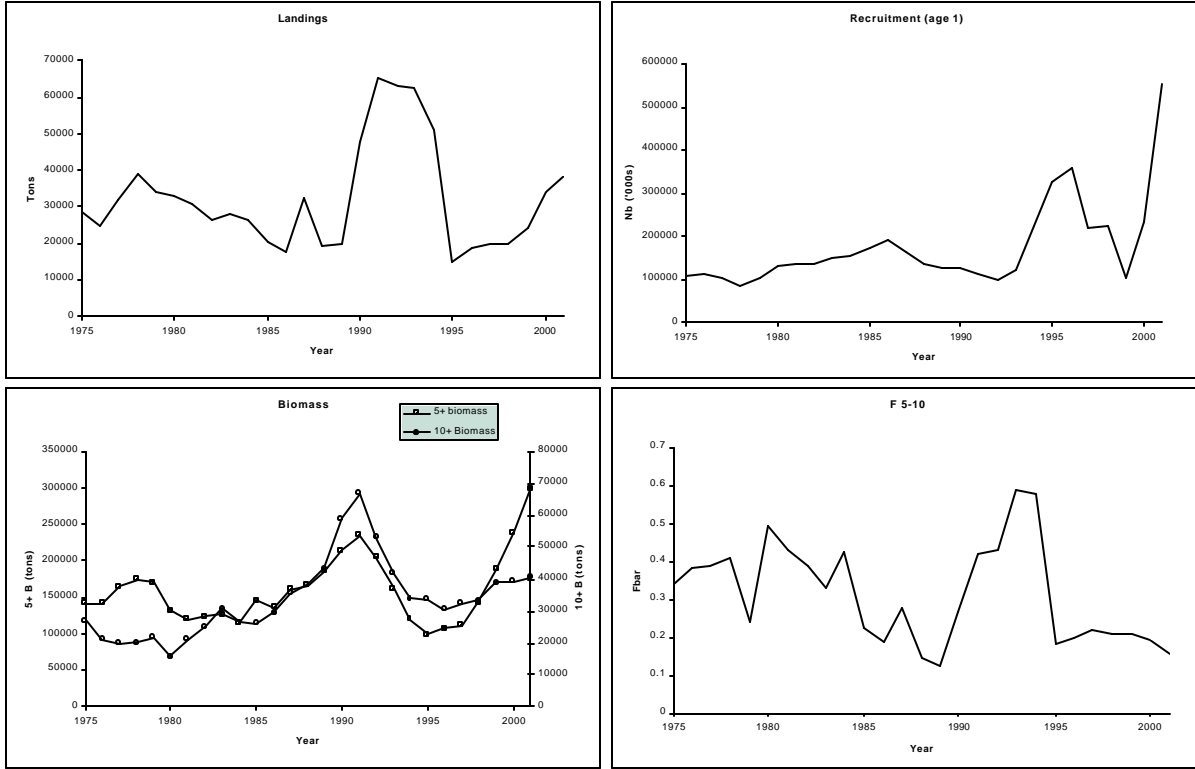 Landings
70000
60000
50000
40000
30000
20000
10000
0
Tons
1975 1980 1985 1990 1995 2000
Year
Recruitment (age 1)
600000
500000
400000
300000
200000
100000
0
Nb ('000s)
1975 1980 1985 1990 1995 2000
Year
Biomass
5+ biomass
10+ Biomass
350000
300000
250000
200000
150000
100000
50000
0
5+ B (tons)
80000
70000
60000
50000
40000
30000
20000
10000
0
10+ B (tons)
1975 1980 1985 1990 1995 2000
Year
F 5-10
0.7
0.6
0.5
0.4
0.3
0.2
0.1
0
Fbar
1975 1980 1985 1990 1995 2000
Year